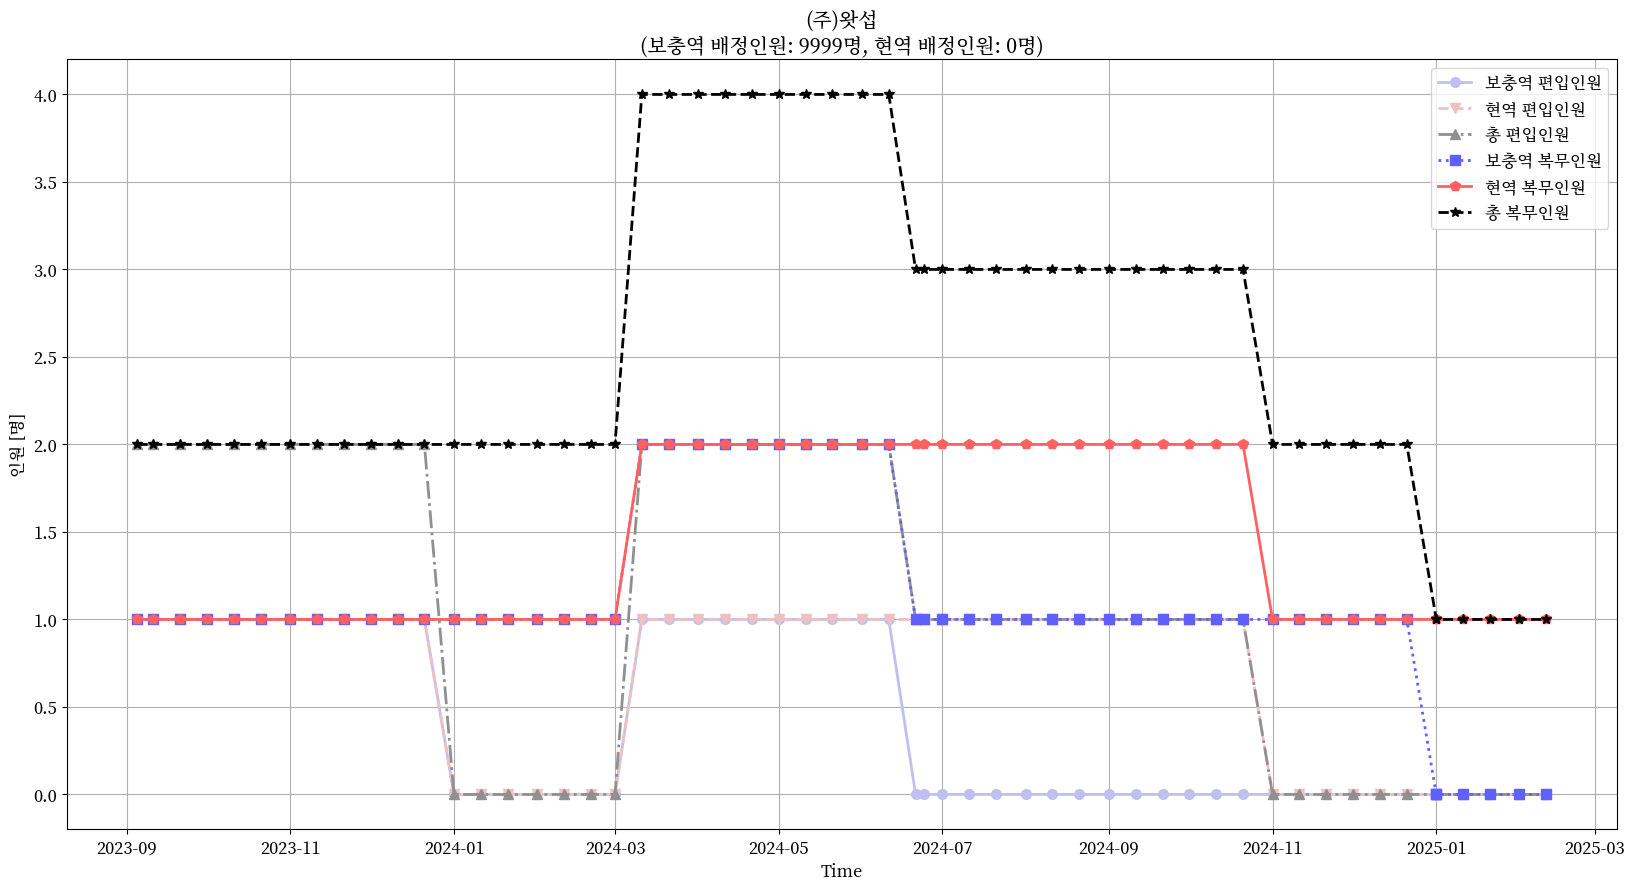 (주)왓섭
(보충역 배정인원: 9999명, 현역 배정인원: 0명)
보충역 편입인원
현역 편입인원
총 편입인원
보충역 복무인원
현역 복무인원
총 복무인원
인원 [명]
4.0
3.5
3.0
2.5
2.0
1.5
1.0
0.5
0.0
2023-09 2023-11 2024-01 2024-03 2024-05 2024-07 2024-09 2024-11 2025-01 2025-03
Time